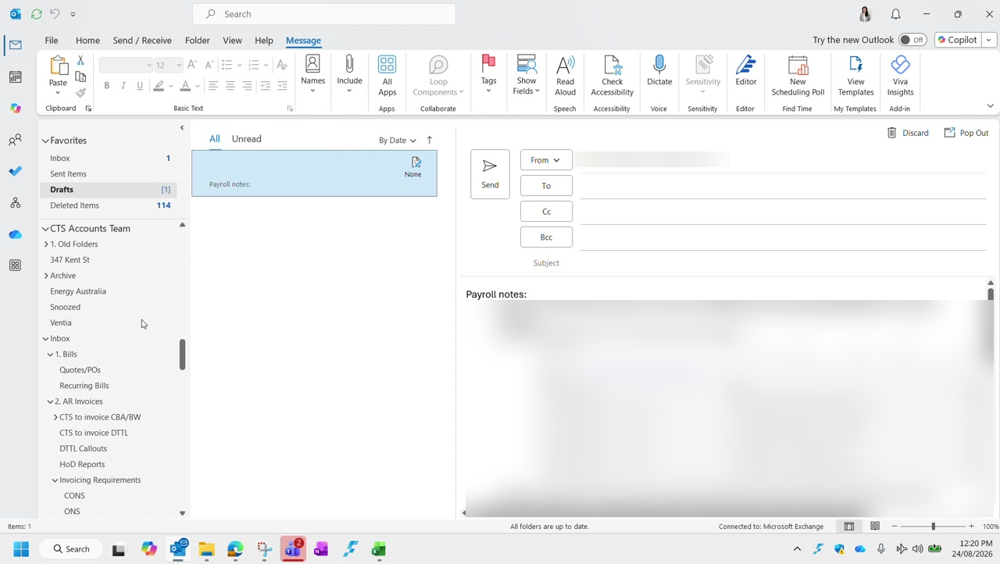 Search
File Home Send / Receive Folder View Help Message
Try the new Outlook Off Copilot
Paste
12
B I U A
Clipboard
Basic Text
Names
Include
All Apps
Apps
Loop Components
Collaborate
Tags
Show Fields
Read Aloud
Speech
Check Accessibility
Accessibility
Dictate
Voice
Sensitivity
Sensitivity
Editor
Editor
New Scheduling Poll
Find Time
View Templates
My Templates
Viva Insights
Add-in
Favorites
Inbox 1
Sent Items
Drafts [1]
Deleted Items 114
CTS Accounts Team
1. Old Folders
347 Kent St
Archive
Energy Australia
Snoozed
Ventia
Inbox
1. Bills
Quotes/POs
Recurring Bills
2. AR Invoices
CTS to invoice CBA/BW
CTS to invoice DTTL
DTTL Callouts
HoD Reports
Invoicing Requirements
CONS
ONS
All Unread By Date
None
Payroll notes:
Discard Pop Out
Send
From
To
Cc
Bcc
Subject
Payroll notes:
Items: 1 All folders are up to date. Connected to: Microsoft Exchange 100%
Search
2
12:20 PM
24/08/2026